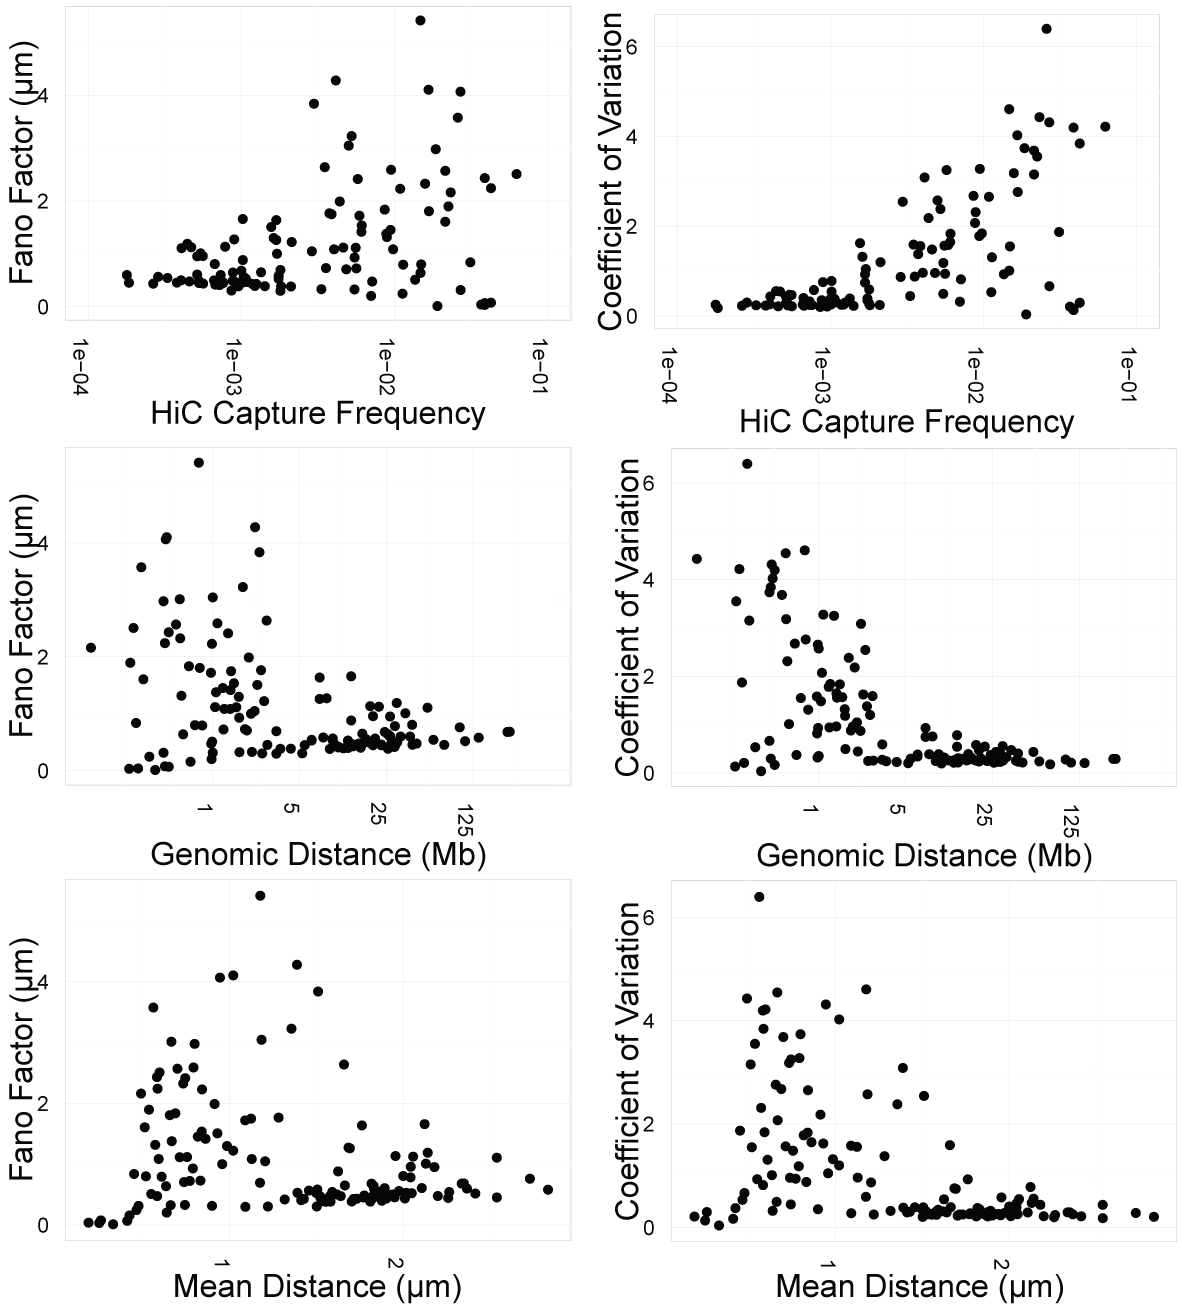 Fano Factor (µm)
4
2
0
1e−04
1e−03
1e−02
1e−01
HiC Capture Frequency
Coefficient of Variation
6
4
2
0
1e−04
1e−03
1e−02
1e−01
HiC Capture Frequency
Fano Factor (µm)
4
2
0
1
5
25
125
Genomic Distance (Mb)
Coefficient of Variation
6
4
2
0
1
5
25
125
Genomic Distance (Mb)
Fano Factor (µm)
4
2
0
1
2
Mean Distance (µm)
Coefficient of Variation
6
4
2
0
1
2
Mean Distance (µm)